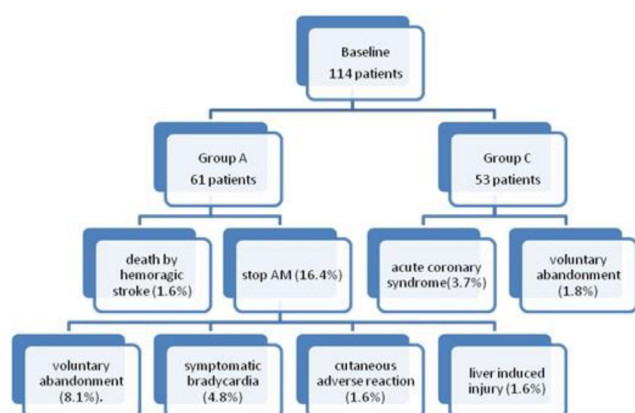 Baseline
114 patients
Group A
61 patients
Group C
53 patients
death by
hemoragic
stroke (1.6%)
stop AM (16.4%)
acute coronary
syndrome(3.7%)
voluntary
abandonment
(1.8%)
voluntary
abandonment
(8.1%).
symptomatic
bradycardia
(4.8%)
cutaneous
adverse reaction
(1.6%)
liver induced
injury (1.6%)